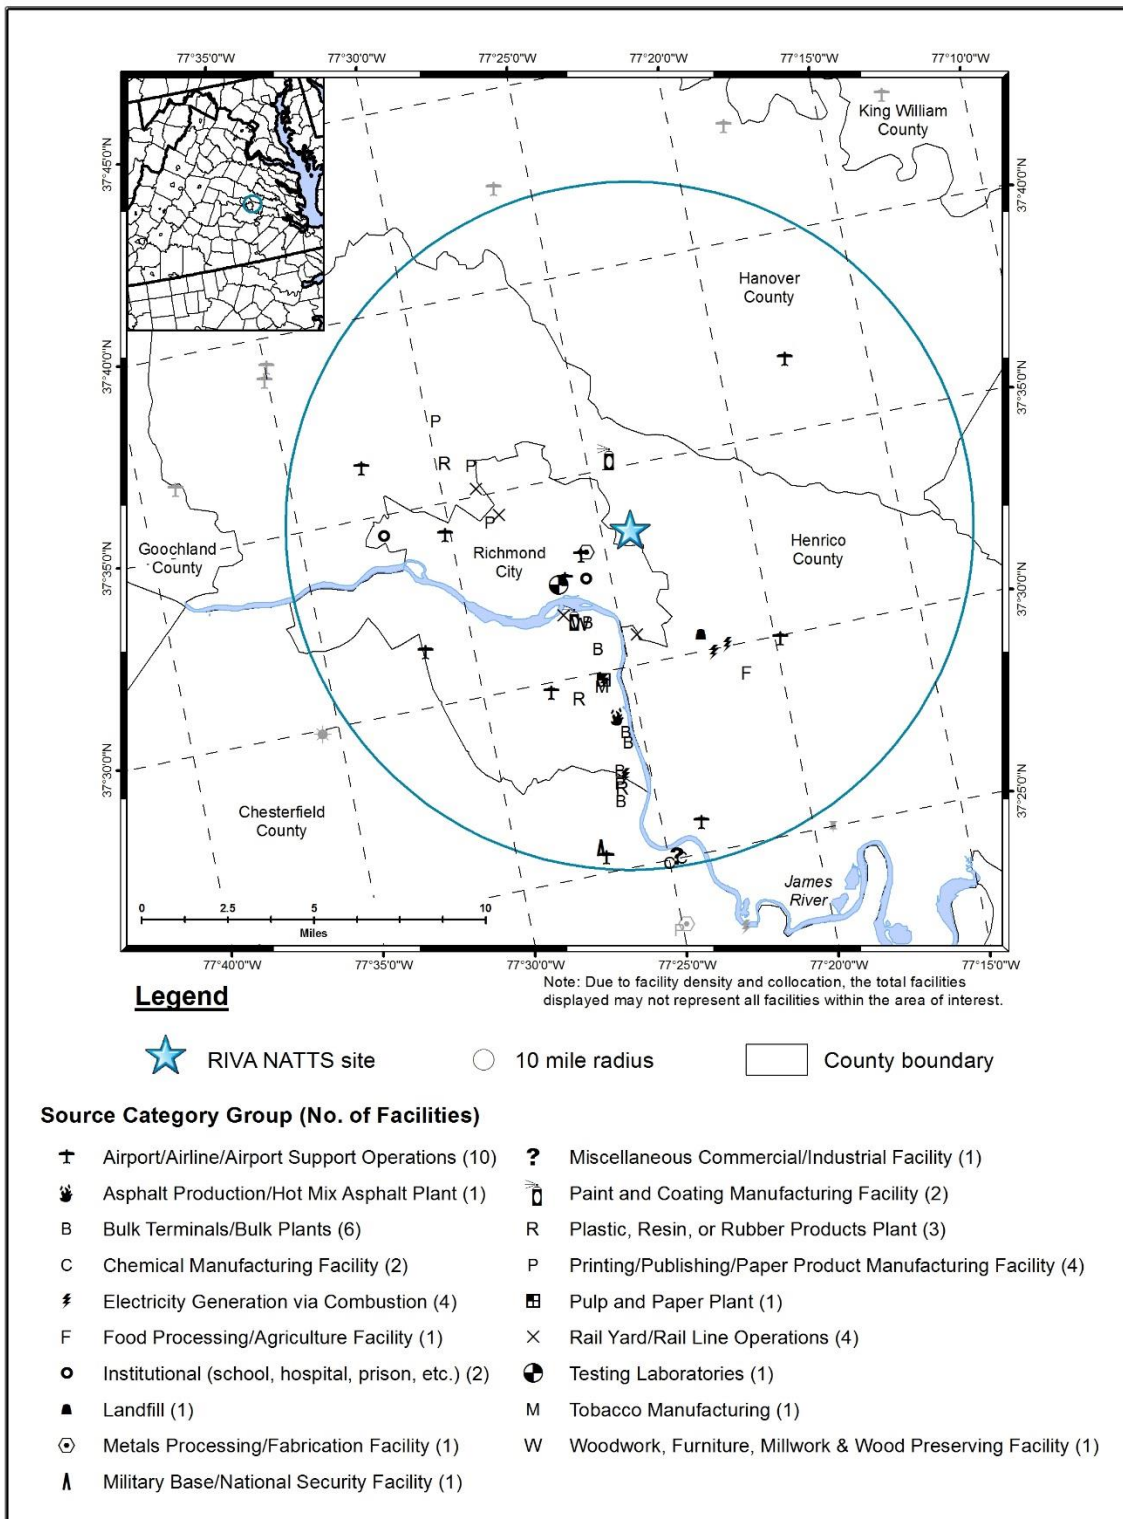 77°35'0"W 77°30'0"W 77°25'0"W 77°20'0"W 77°15'0"W 77°10'0"W
King William
County
37°45'0"N
37°40'0"N
Hanover
County
37°40'0"N
37°35'0"N
P
R
P
P
Goochland
County
Richmond
City
Henrico
County
37°35'0"N
37°30'0"N
W
B
B
F
M
R
B
B
37°30'0"N
37°25'0"N
B
B
R
B
Chesterfield
County
C
James
River
P
0 2.5 5 10
Miles
77°40'0"W 77°35'0"W 77°30'0"W 77°25'0"W 77°20'0"W 77°15'0"W
Legend
Note: Due to facility density and collocation, the total facilities
displayed may not represent all facilities within the area of interest.
RIVA NATTS site 10 mile radius County boundary
Source Category Group (No. of Facilities)
Airport/Airline/Airport Support Operations (10)
Asphalt Production/Hot Mix Asphalt Plant (1)
B Bulk Terminals/Bulk Plants (6)
C Chemical Manufacturing Facility (2)
Electricity Generation via Combustion (4)
F Food Processing/Agriculture Facility (1)
Institutional (school, hospital, prison, etc.) (2)
Landfill (1)
Metals Processing/Fabrication Facility (1)
Military Base/National Security Facility (1)
? Miscellaneous Commercial/Industrial Facility (1)
Paint and Coating Manufacturing Facility (2)
R Plastic, Resin, or Rubber Products Plant (3)
P Printing/Publishing/Paper Product Manufacturing Facility (4)
Pulp and Paper Plant (1)
Rail Yard/Rail Line Operations (4)
Testing Laboratories (1)
M Tobacco Manufacturing (1)
W Woodwork, Furniture, Millwork & Wood Preserving Facility (1)